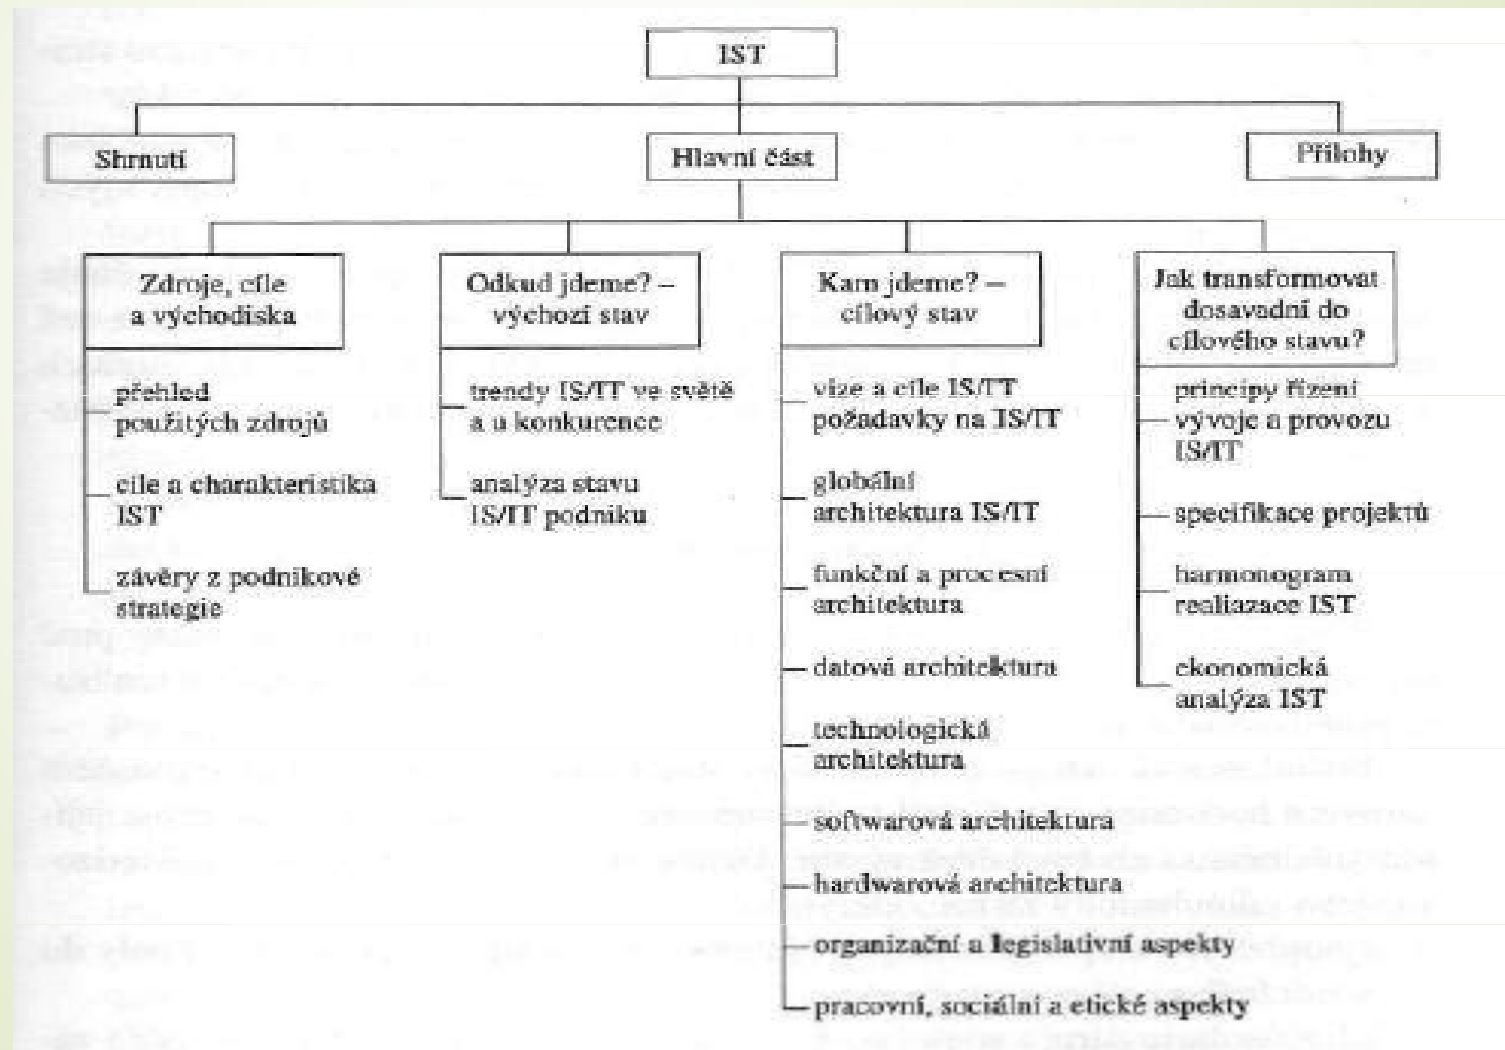 IST
Shrnutí
Hlavní část
Přílohy
Zdroje, cíle
a východiska
přehled
použitých zdrojů
cíle a charakteristika
IST
závěry z podnikové
strategie
Odkud jdeme? –
výchozí stav
trendy IS/IT ve světě
a u konkurence
analýza stavu
IS/IT podniku
Kam jdeme? –
cílový stav
vize a cíle IS/IT
požadavky na IS/IT
globální
architektura IS/IT
funkční a procesní
architektura
datová architektura
technologická
architektura
softwarová architektura
hardwarová architektura
organizační a legislativní aspekty
pracovní, sociální a etické aspekty
Jak transformovat
dosavadní do
cílového stavu?
principy řízení
vývoje a provozu
IS/IT
specifikace projektů
harmonogram
realiazace IST
ekonomická
analýza IST